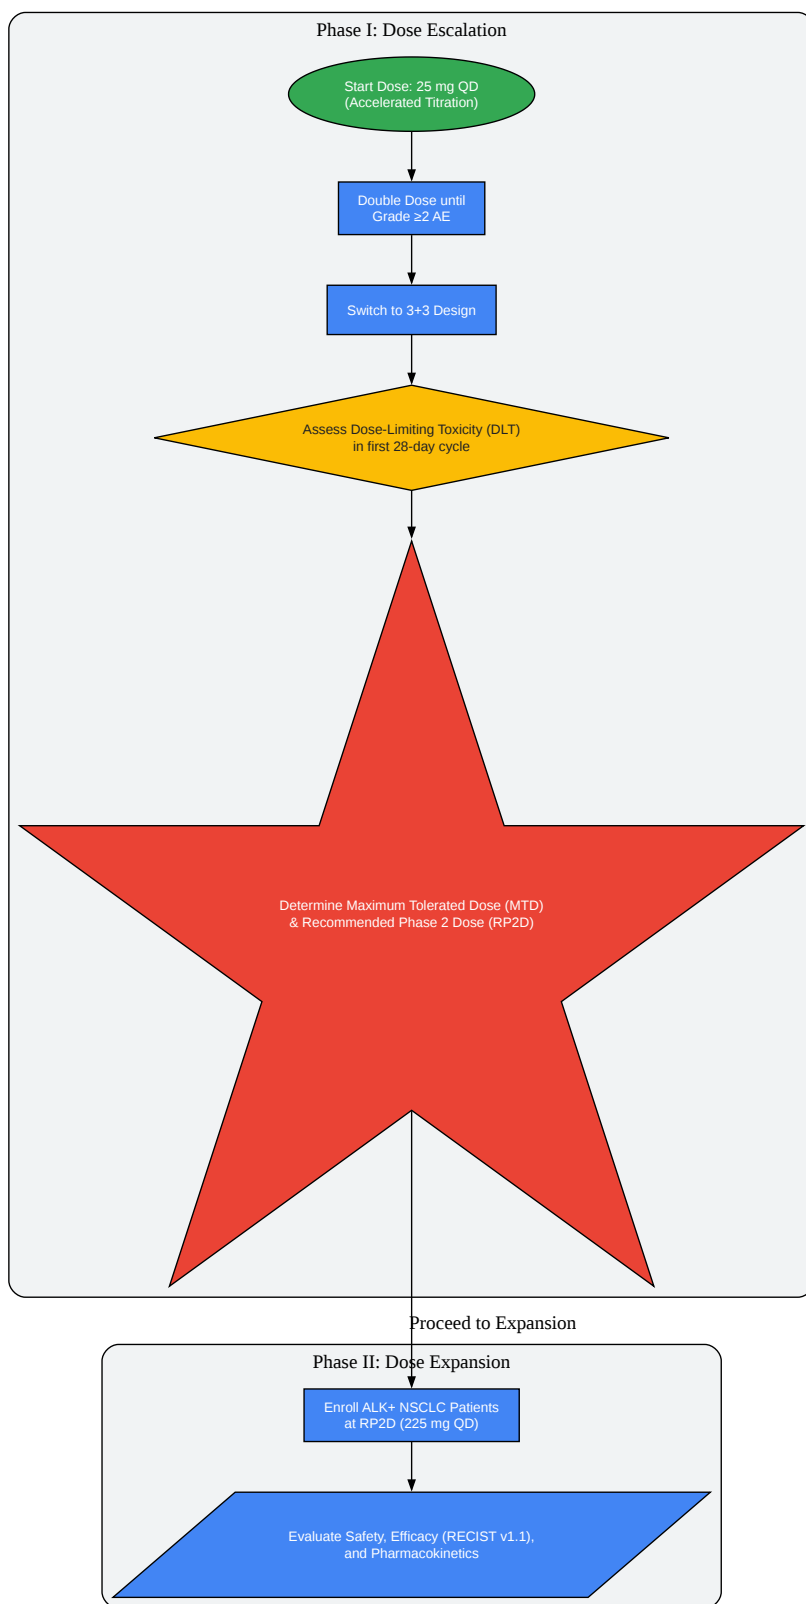 Phase I: Dose Escalation
Start Dose: 25 mg QD
(Accelerated Titration)
Double Dose until
Grade ≥2 AE
Switch to 3+3 Design
Assess Dose-Limiting Toxicity (DLT)
in first 28-day cycle
Determine Maximum Tolerated Dose (MTD)
& Recommended Phase 2 Dose (RP2D)
Proceed to Expansion
Phase II: Dose Expansion
Enroll ALK+ NSCLC Patients
at RP2D (225 mg QD)
Evaluate Safety, Efficacy (RECIST v1.1),
and Pharmacokinetics